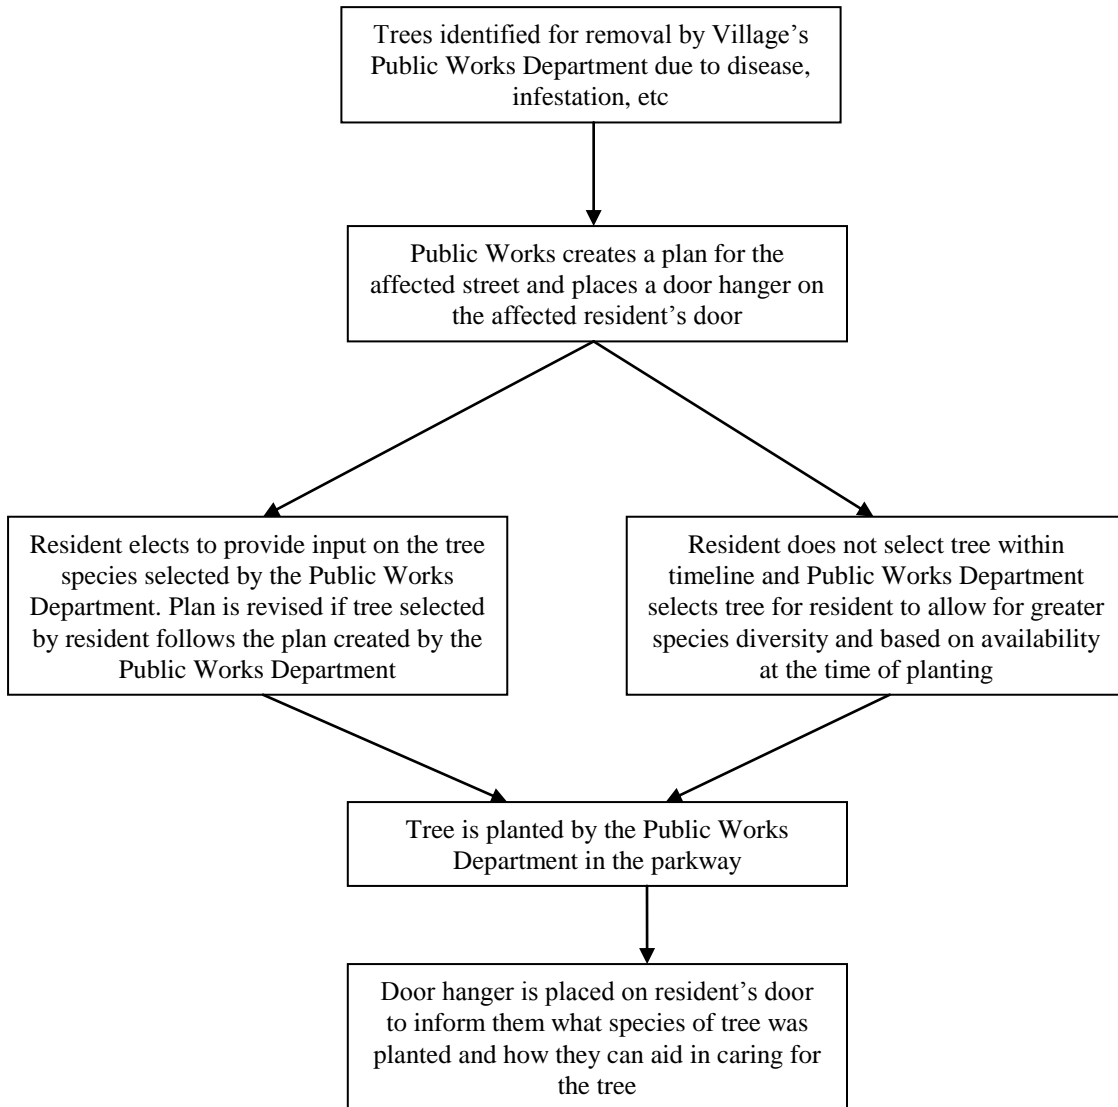 Trees identified for removal by Village’s
Public Works Department due to disease,
infestation, etc
Public Works creates a plan for the
affected street and places a door hanger on
the affected resident’s door
Resident elects to provide input on the tree
species selected by the Public Works
Department. Plan is revised if tree selected
by resident follows the plan created by the
Public Works Department
Resident does not select tree within
timeline and Public Works Department
selects tree for resident to allow for greater
species diversity and based on availability
at the time of planting
Tree is planted by the Public Works
Department in the parkway
Door hanger is placed on resident’s door
to inform them what species of tree was
planted and how they can aid in caring for
the tree